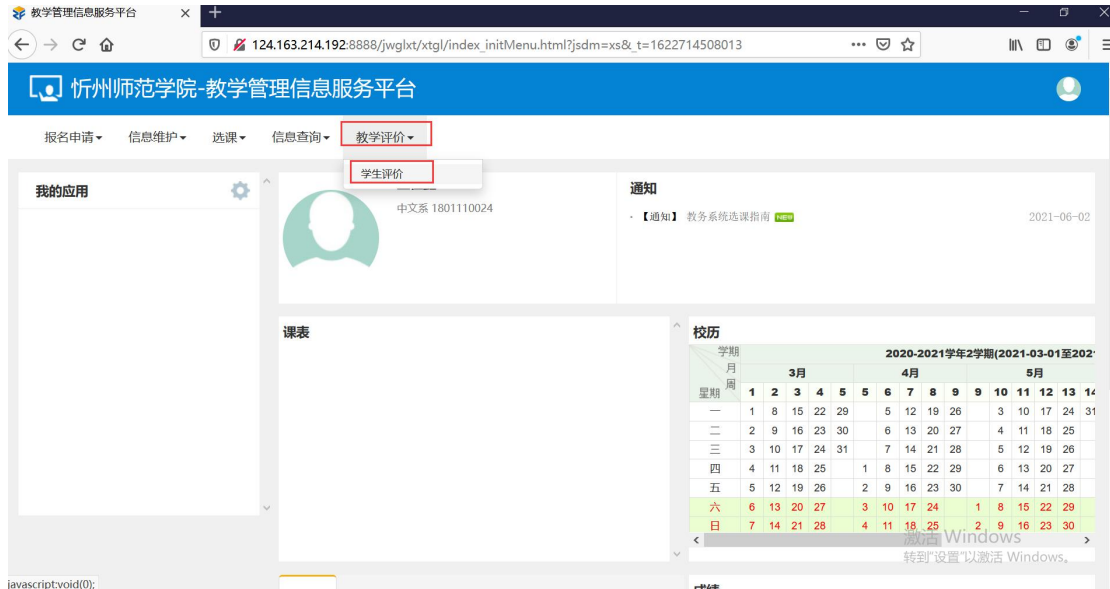 教学管理信息服务平台
124.163.214.192:8888/jwglxt/xtgl/index_initMenu.html?jsdm=xs&_t=1622714508013
忻州师范学院-教学管理信息服务平台
报名申请 信息维护 选课 信息查询 教学评价
学生评价
我的应用
中文系 1801110024
通知
· 【通知】 教务系统选课指南 NEW 2021-06-02
课表
校历
学期 2020-2021学年2学期(2021-03-01至202
月 3月 4月 5月
周
星期 1 2 3 4 5 5 6 7 8 9 9 10 11 12 13 14
一 1 8 15 22 29 5 12 19 26 3 10 17 24 31
二 2 9 16 23 30 6 13 20 27 4 11 18 25
三 3 10 17 24 31 7 14 21 28 5 12 19 26
四 4 11 18 25 1 8 15 22 29 6 13 20 27
五 5 12 19 26 2 9 16 23 30 7 14 21 28
六 6 13 20 27 3 10 17 24 1 8 15 22 29
日 7 14 21 28 4 11 18 25 2 9 16 23 30
激活 Windows
转到"设置"以激活 Windows。
javascript:void(0);
成绩